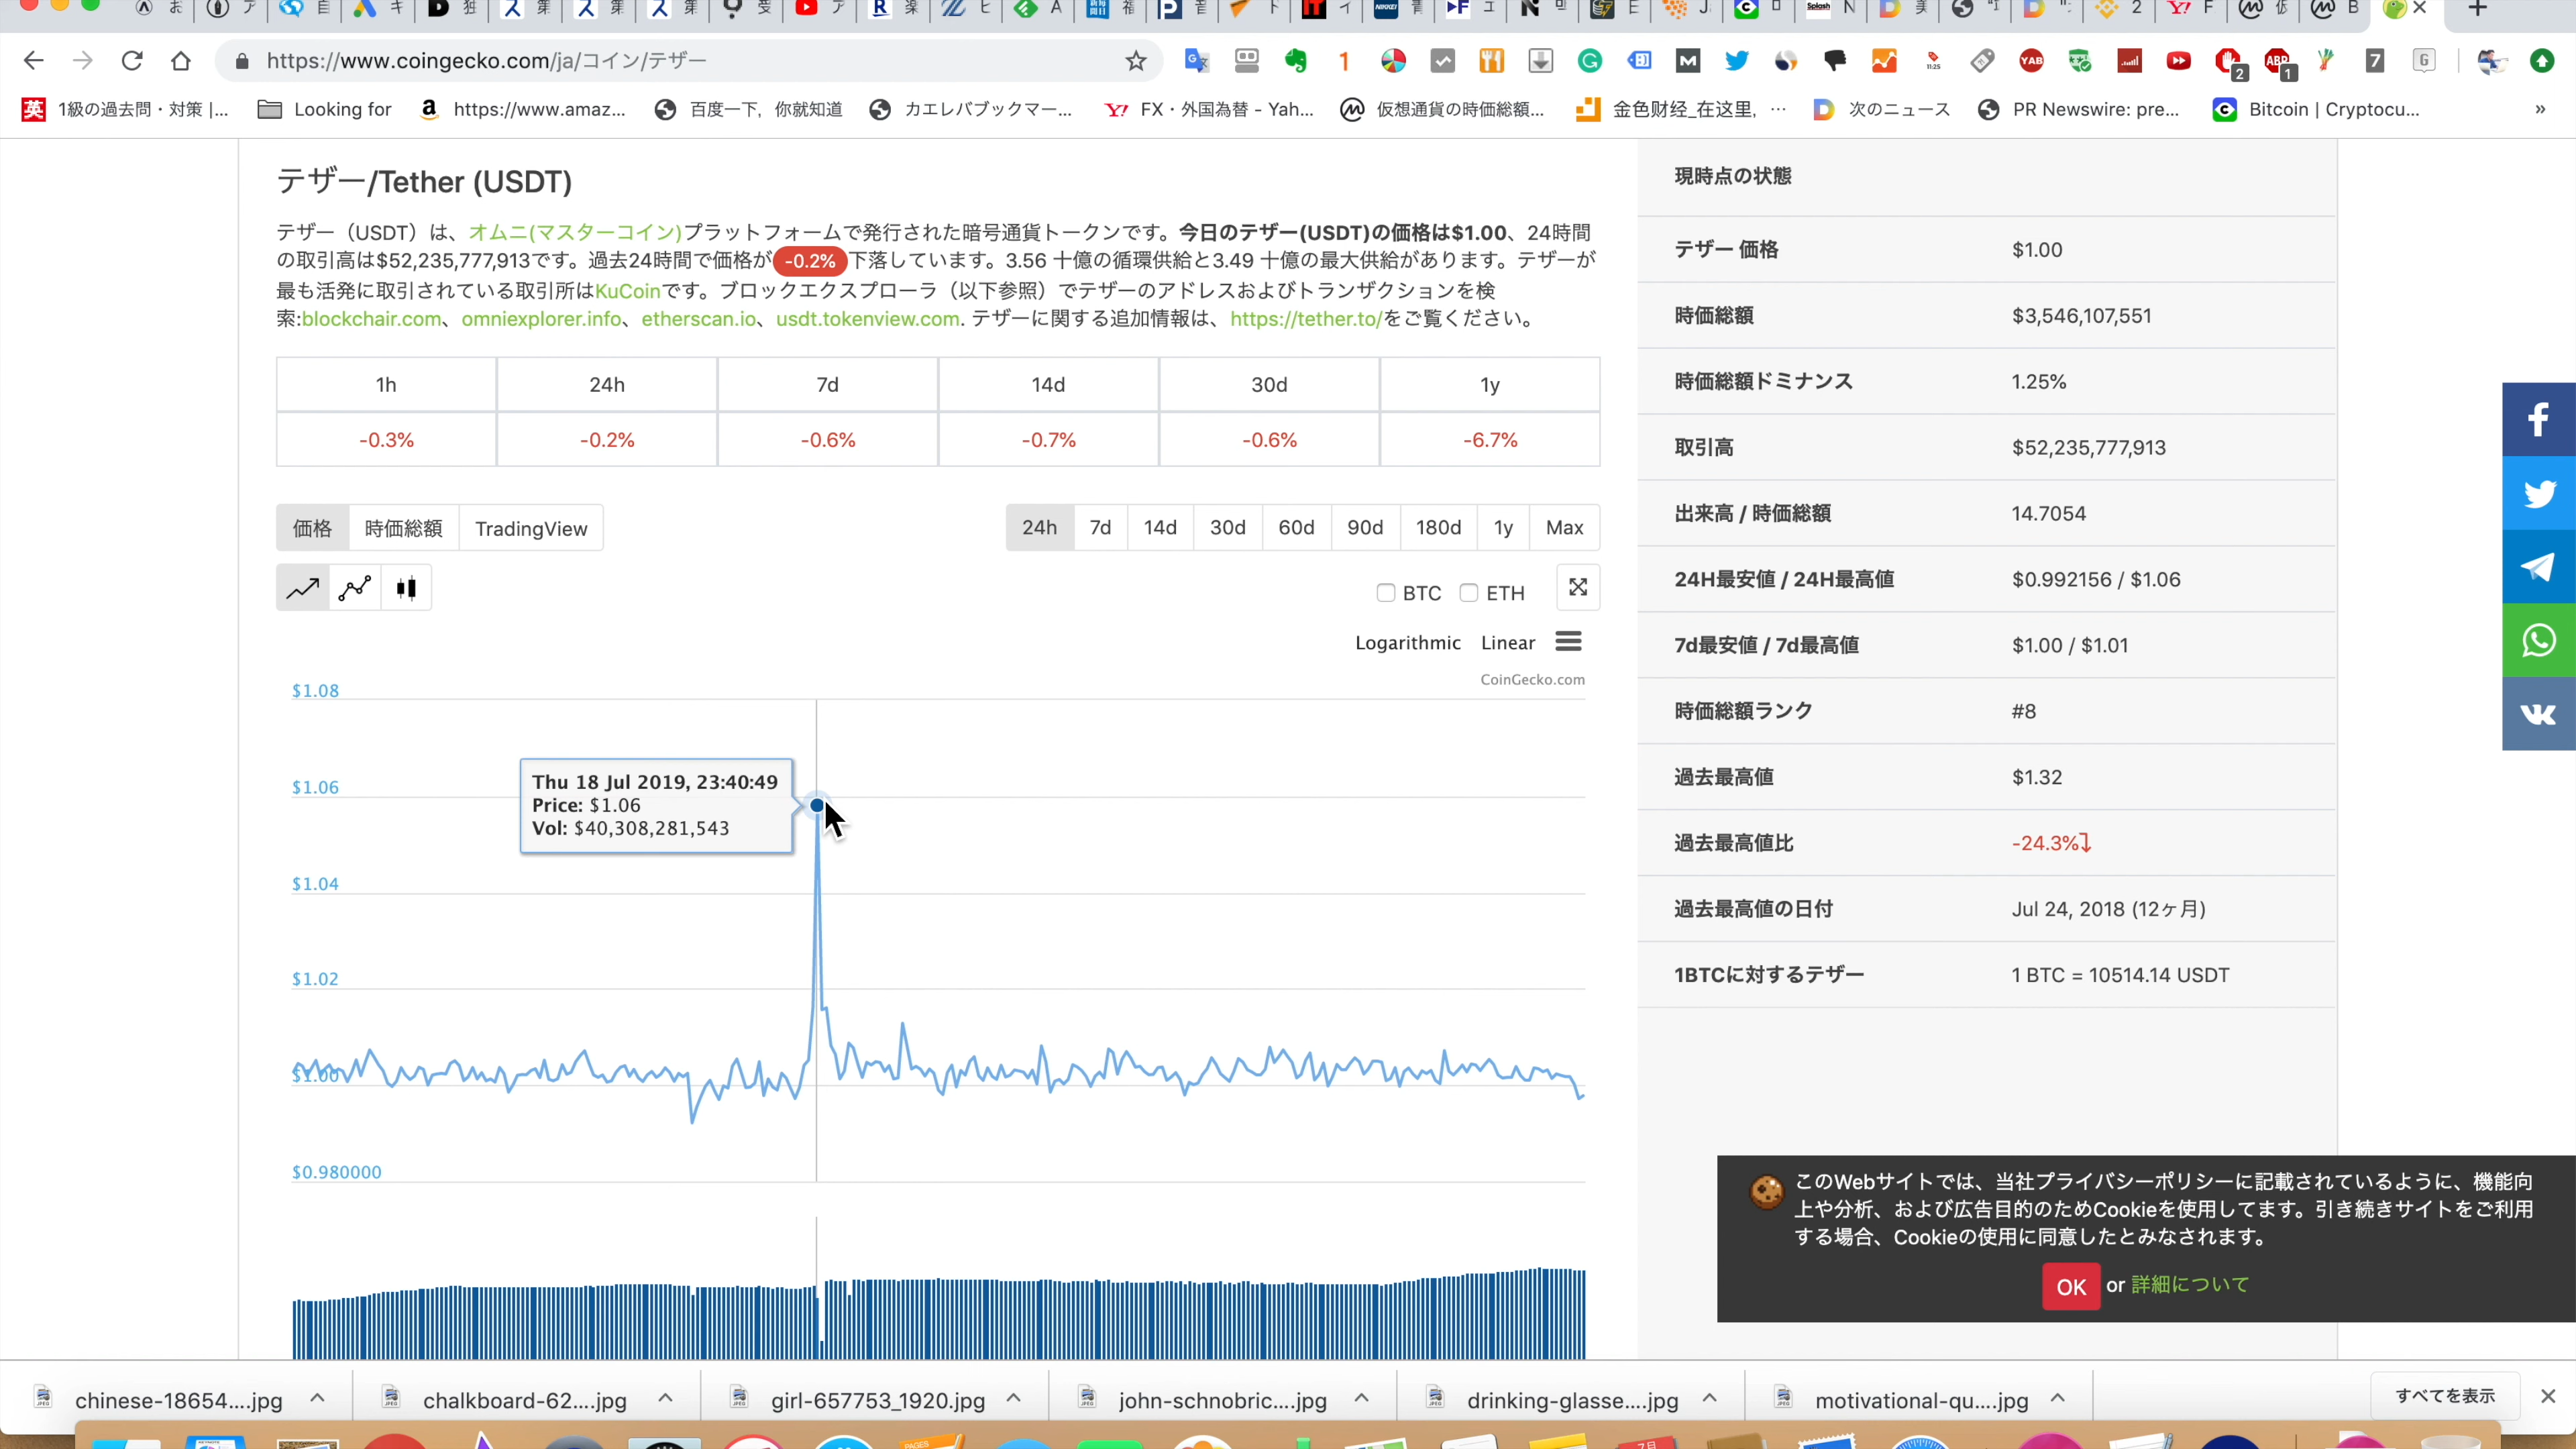 https://www.coingecko.com/ja/コイン/テザー
1級の過去問・対策 |...
Looking for
https://www.amaz...
百度一下，你就知道
カエレバブックマー...
FX・外国為替 - Yah...
仮想通貨の時価総額...
金色财经_在这里, ...
次のニュース
PR Newswire: pre...
Bitcoin | Cryptocu...
»
テザー/Tether (USDT)
テザー（USDT）は、オムニ(マスターコイン)プラットフォームで発行された暗号通貨トークンです。今日のテザー(USDT)の価格は$1.00、24時間
の取引高は$52,235,777,913です。過去24時間で価格が -0.2% 下落しています。3.56 十億の循環供給と3.49 十億の最大供給があります。テザーが
最も活発に取引されている取引所はKuCoinです。ブロックエクスプローラ（以下参照）でテザーのアドレスおよびトランザクションを検
索:blockchair.com、omniexplorer.info、etherscan.io、usdt.tokenview.com. テザーに関する追加情報は、https://tether.to/をご覧ください。
1h 24h 7d 14d 30d 1y
-0.3% -0.2% -0.6% -0.7% -0.6% -6.7%
価格 時価総額 TradingView
24h 7d 14d 30d 60d 90d 180d 1y Max
BTC ETH
Logarithmic Linear
CoinGecko.com
$1.08
$1.06
$1.04
$1.02
$1.00
$0.980000
Thu 18 Jul 2019, 23:40:49
Price: $1.06
Vol: $40,308,281,543
現時点の状態
テザー 価格 $1.00
時価総額 $3,546,107,551
時価総額ドミナンス 1.25%
取引高 $52,235,777,913
出来高 / 時価総額 14.7054
24H最安値 / 24H最高値 $0.992156 / $1.06
7d最安値 / 7d最高値 $1.00 / $1.01
時価総額ランク #8
過去最高値 $1.32
過去最高値比 -24.3%
過去最高値の日付 Jul 24, 2018 (12ヶ月)
1BTCに対するテザー 1 BTC = 10514.14 USDT
このWebサイトでは、当社プライバシーポリシーに記載されているように、機能向
上や分析、および広告目的のためCookieを使用してます。引き続きサイトをご利用
する場合、Cookieの使用に同意したとみなされます。
OK or 詳細について
chinese-18654....jpg
chalkboard-62....jpg
girl-657753_1920.jpg
john-schnobric....jpg
drinking-glasse....jpg
motivational-qu....jpg
すべてを表示